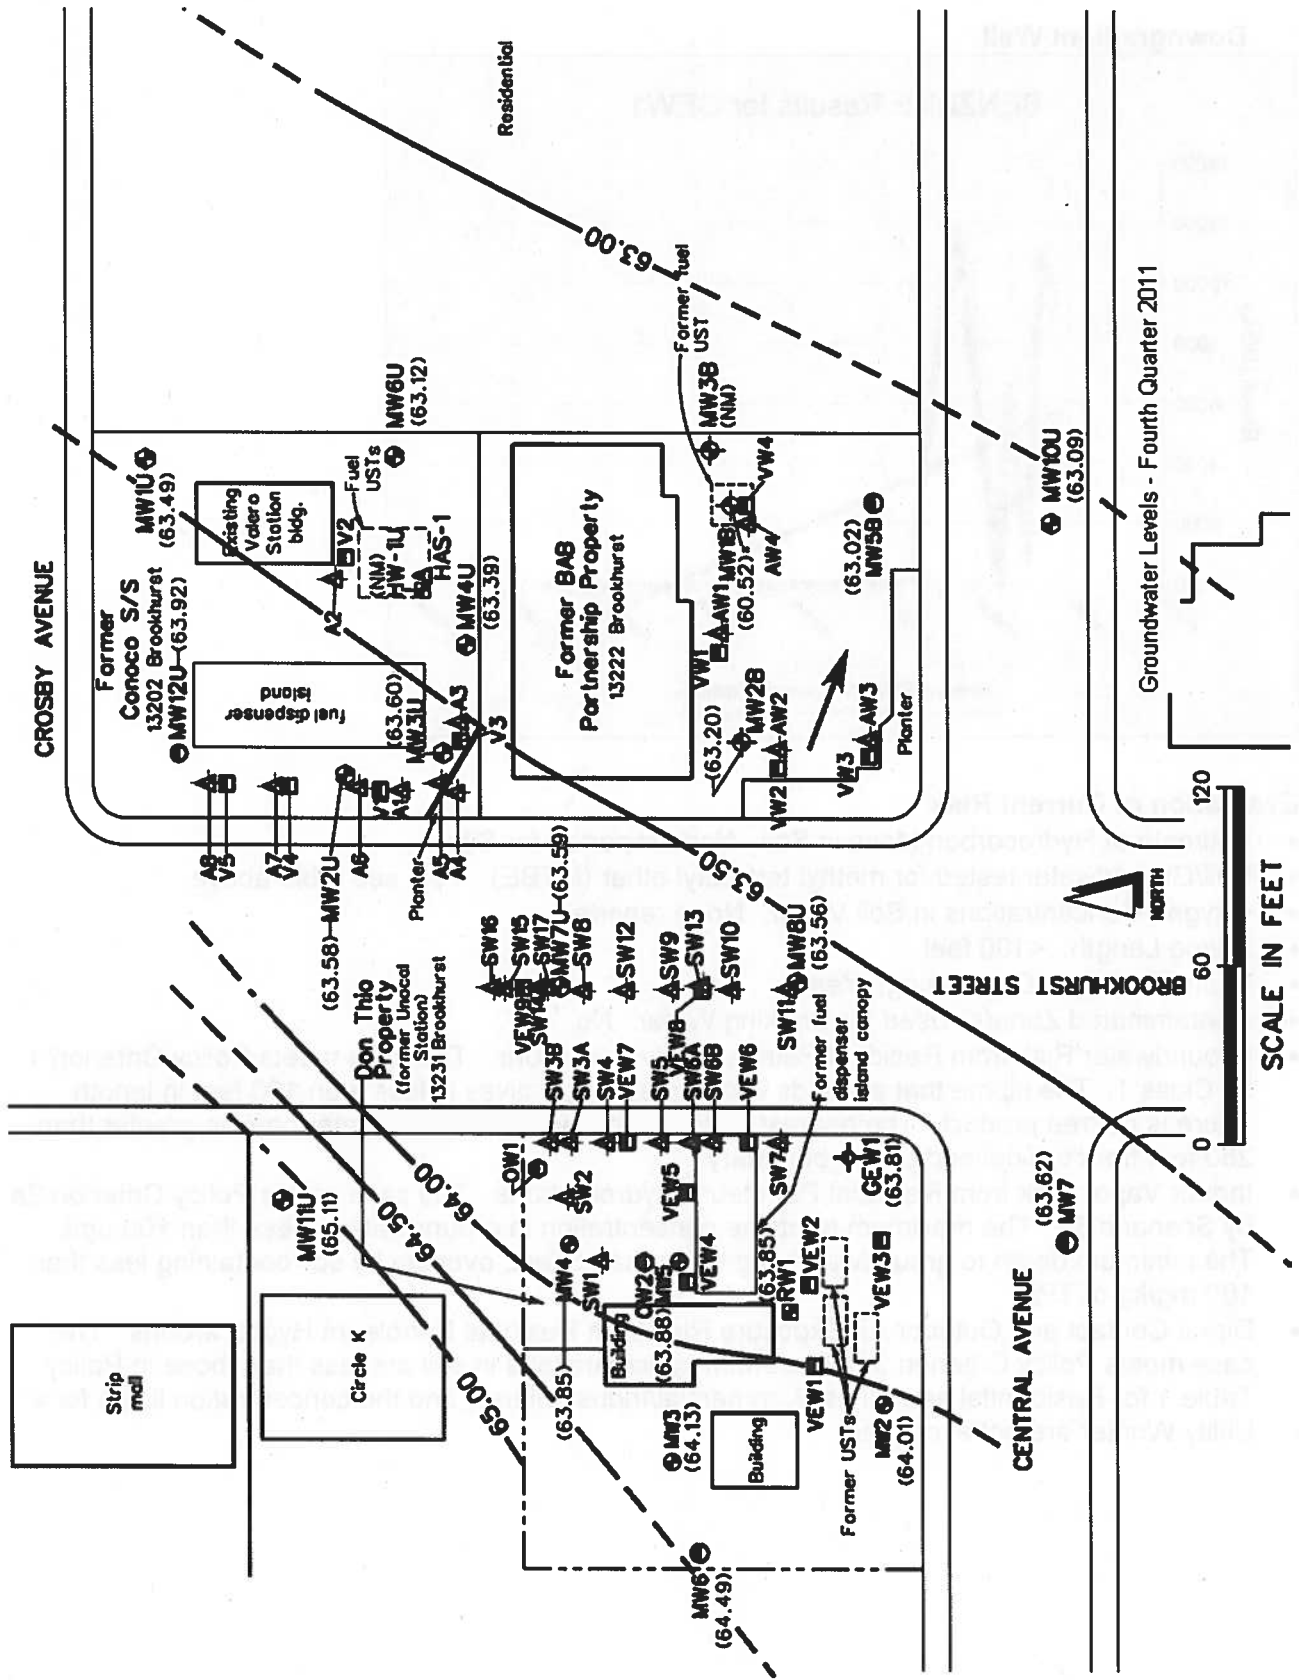 CROSBY AVENUE
Former
Conoco S/S
13202 Brookhurst
MW12U (63.92)
MW1U
(63.49)
Existing
Valero
Station
bldg.
fuel dispenser
island
A2
V2
Fuel
USTs
(NM)
HW-1U
HAS-1
MW6U
(63.12)
MW4U
(63.39)
(63.60)
MW3U
A3
V3
A8
V5
A7
V4
(63.58) MW2U
A6
V1
A1
Planter
A5
A4
Residential
63.00
Former BAB
Partnership Property
13222 Brookhurst
Former fuel
UST
MW3B
(NM)
VW4
AW4
MW1B
(60.52)
AW1
VW1
(63.20)
MW2B
AW2
VW2
VW3
AW3
Planter
(63.02)
MW5B
MW10U
(63.09)
63.50
Strip
mall
Circle K
MW11U
(65.11)
65.00
64.50
64.00
Don Thio
Property
(former Unocal
Station)
13231 Brookhurst
SW16
SW15
SW17
VEW9
SW14
MW7U (63.59)
SW8
SW12
SW9
SW13
VEW8
SW10
SW11
MW8U
(63.56)
SW3B
SW3A
SW4
VEW7
SW5
SW6A
SW6B
VEW6
SW7
OW1
SW2
MW4
(63.85)
SW1
OW2
MW5
(63.88)
VEW5
VEW4
Building
(63.85)
RW1
VEW2
VEW3
VEW1
Former fuel
dispenser
island canopy
GEW1
(63.81)
MW3
(64.13)
Building
Former USTs
MW2
(64.01)
MW6
(64.49)
CENTRAL AVENUE
(63.62)
MW7
BROOKHURST STREET
NORTH
0 60 120
SCALE IN FEET
Groundwater Levels - Fourth Quarter 2011